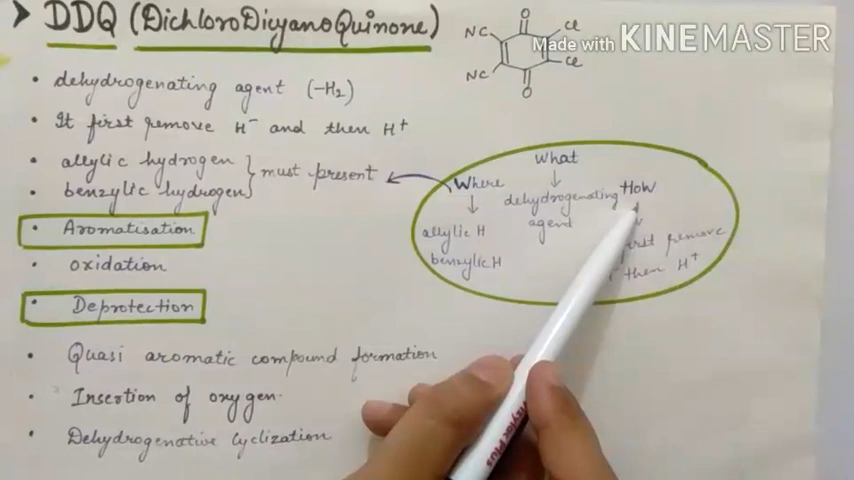 DDQ (DichloroDicyanoQuinone)
O
NC
Cl
NC
Cl
O
Made with KINEMASTER
• dehydrogenating agent (-H2)
• It first remove H⁻ and then H⁺
• allylic hydrogen } must present
• benzylic hydrogen
• Aromatisation
• oxidation
• Deprotection
• Quasi aromatic compound formation
• Insertion of oxygen.
• Dehydrogenative cyclization
What
dehydrogenating
agent
Where
allylic H
benzylic H
How
first remove
then H⁺